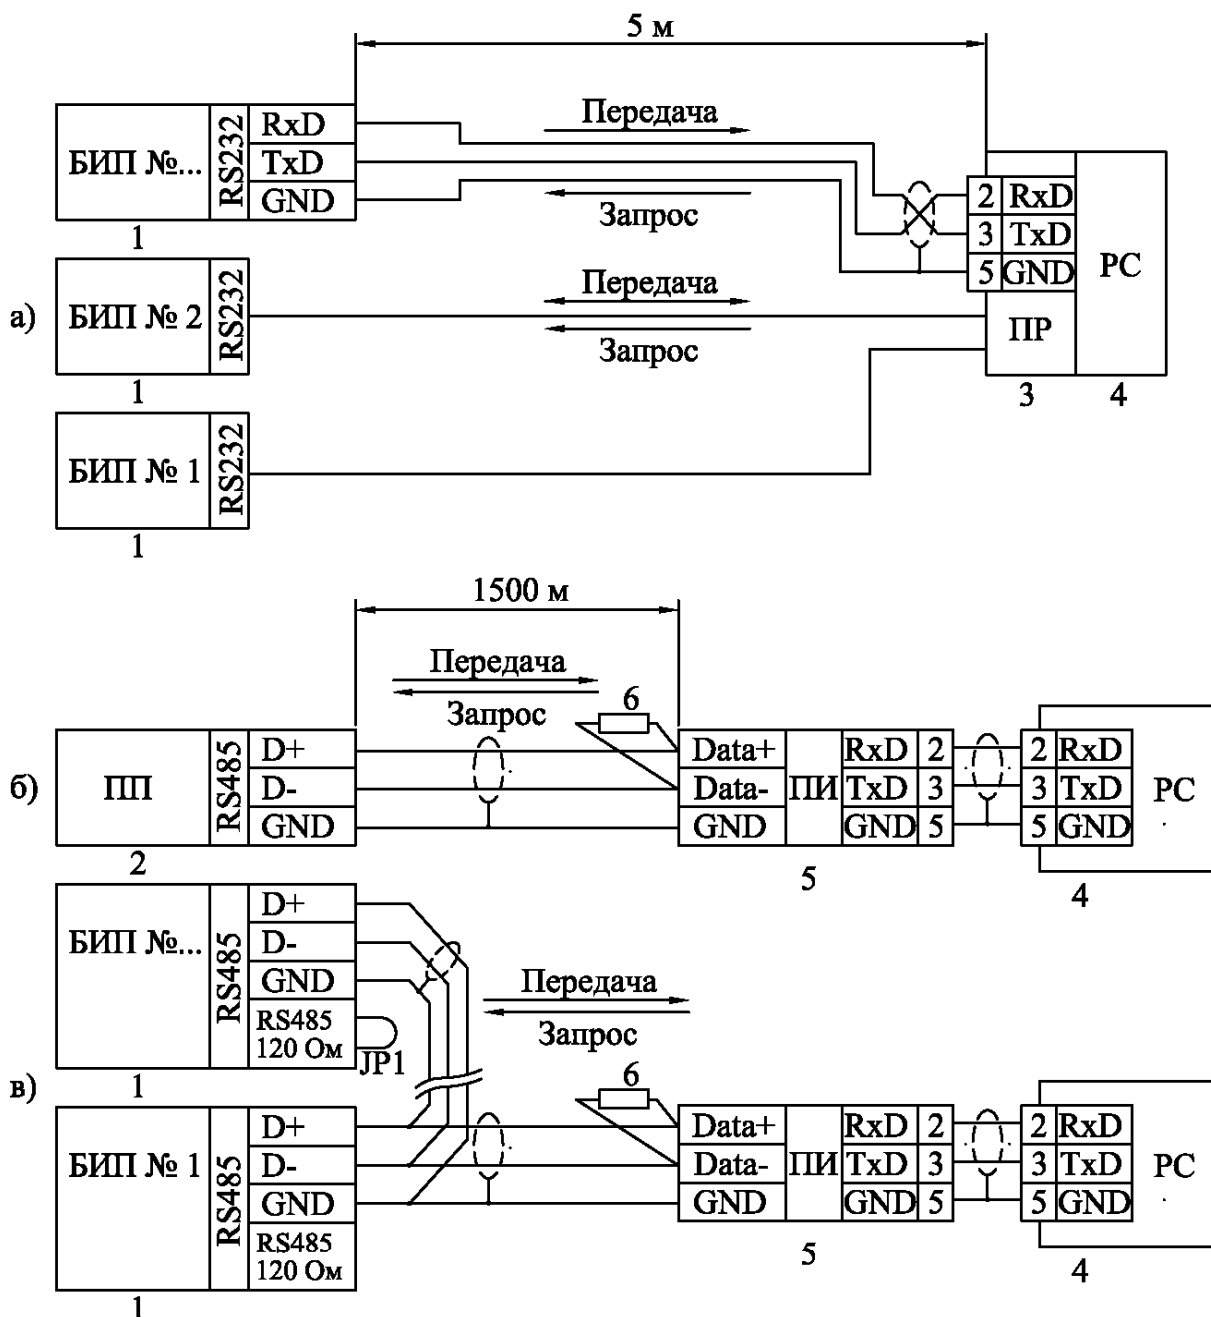 5 м
Передача
БИП №...
RS232
RxD
TxD
GND
Запрос
1
2 RxD
3 TxD
5 GND
PC
а)
БИП № 2
RS232
Передача
Запрос
ПР
1
3
4
БИП № 1
RS232
1
1500 м
Передача
Запрос
6
б)
ПП
RS485
D+
D-
GND
Data+
Data-
GND
ПИ
RxD 2
TxD 3
GND 5
2 RxD
3 TxD
5 GND
PC
2
5
4
БИП №...
RS485
D+
D-
GND
RS485
120 Ом
JP1
Передача
Запрос
1
в)
6
БИП № 1
RS485
D+
D-
GND
RS485
120 Ом
Data+
Data-
GND
ПИ
RxD 2
TxD 3
GND 5
2 RxD
3 TxD
5 GND
PC
5
4
1